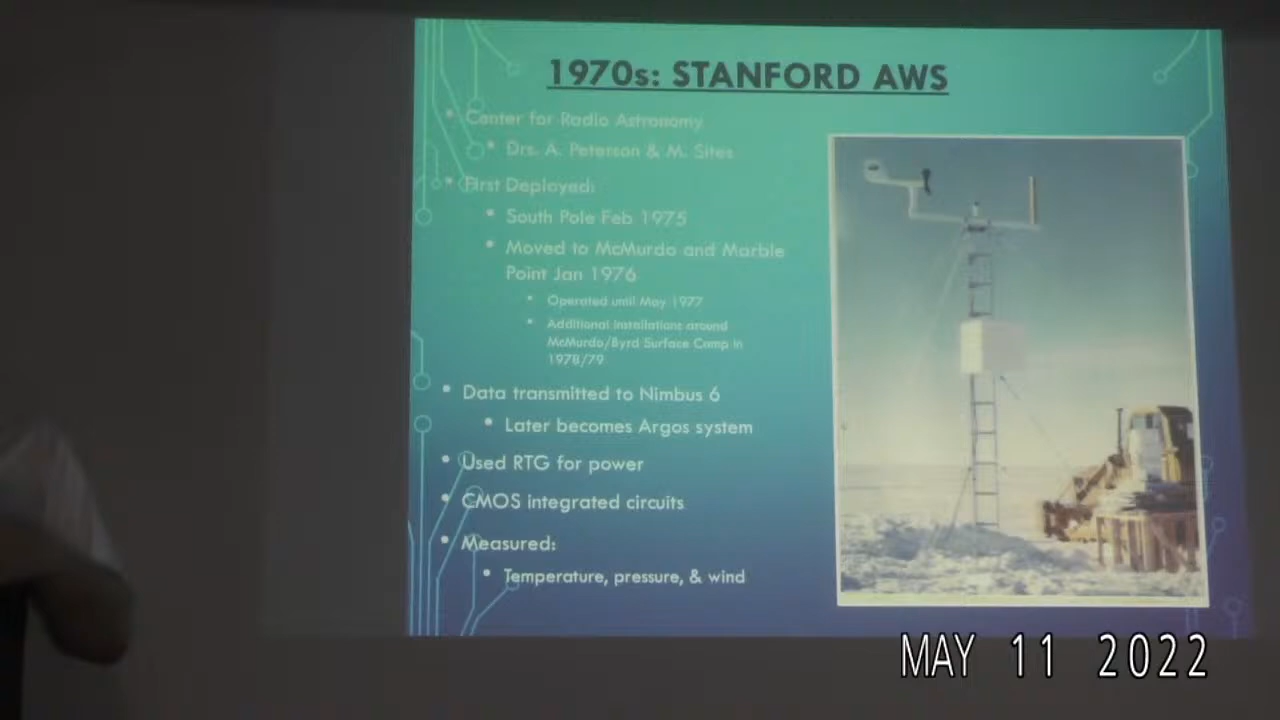 1970s: STANFORD AWS
Center for Radio Astronomy
Drs. A. Peterson & M. Sites
First Deployed:
South Pole Feb 1975
Moved to McMurdo and Marble
Point Jan 1976
Operated until May 1977
Additional installations around
McMurdo/Byrd Surface Camp in
1978/79
Data transmitted to Nimbus 6
Later becomes Argos system
Used RTG for power
CMOS integrated circuits
Measured:
Temperature, pressure, & wind
MAY 11 2022